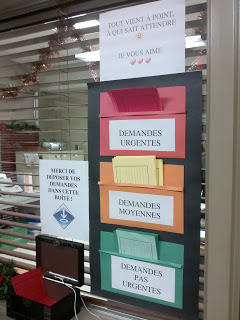 TOUT VIENT À POINT
À QUI SAIT ATTENDRE
JE VOUS AIME
DEMANDES
URGENTES
DEMANDES
MOYENNES
DEMANDES
PAS
URGENTES
MERCI DE
DÉPOSER VOS
DEMANDES
DANS CETTE
BOÎTE !